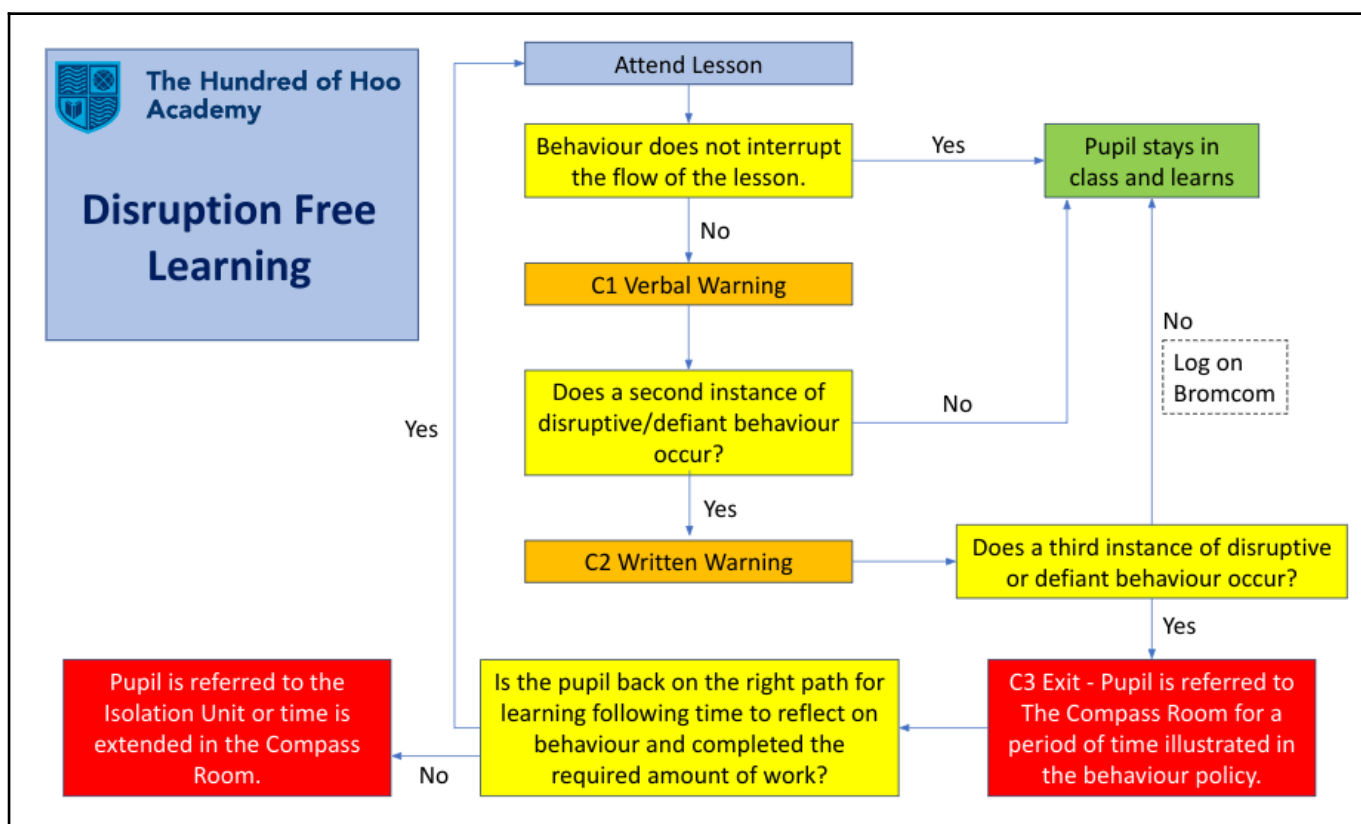 The Hundred of Hoo
Academy
Disruption Free
Learning
Attend Lesson
Behaviour does not interrupt
the flow of the lesson.
Yes
Pupil stays in
class and learns
No
C1 Verbal Warning
Does a second instance of
disruptive/defiant behaviour
occur?
No
No
Log on
Bromcom
Yes
Yes
C2 Written Warning
Does a third instance of disruptive
or defiant behaviour occur?
Yes
Pupil is referred to the
Isolation Unit or time is
extended in the Compass
Room.
No
Is the pupil back on the right path for
learning following time to reflect on
behaviour and completed the
required amount of work?
C3 Exit - Pupil is referred to
The Compass Room for a
period of time illustrated in
the behaviour policy.